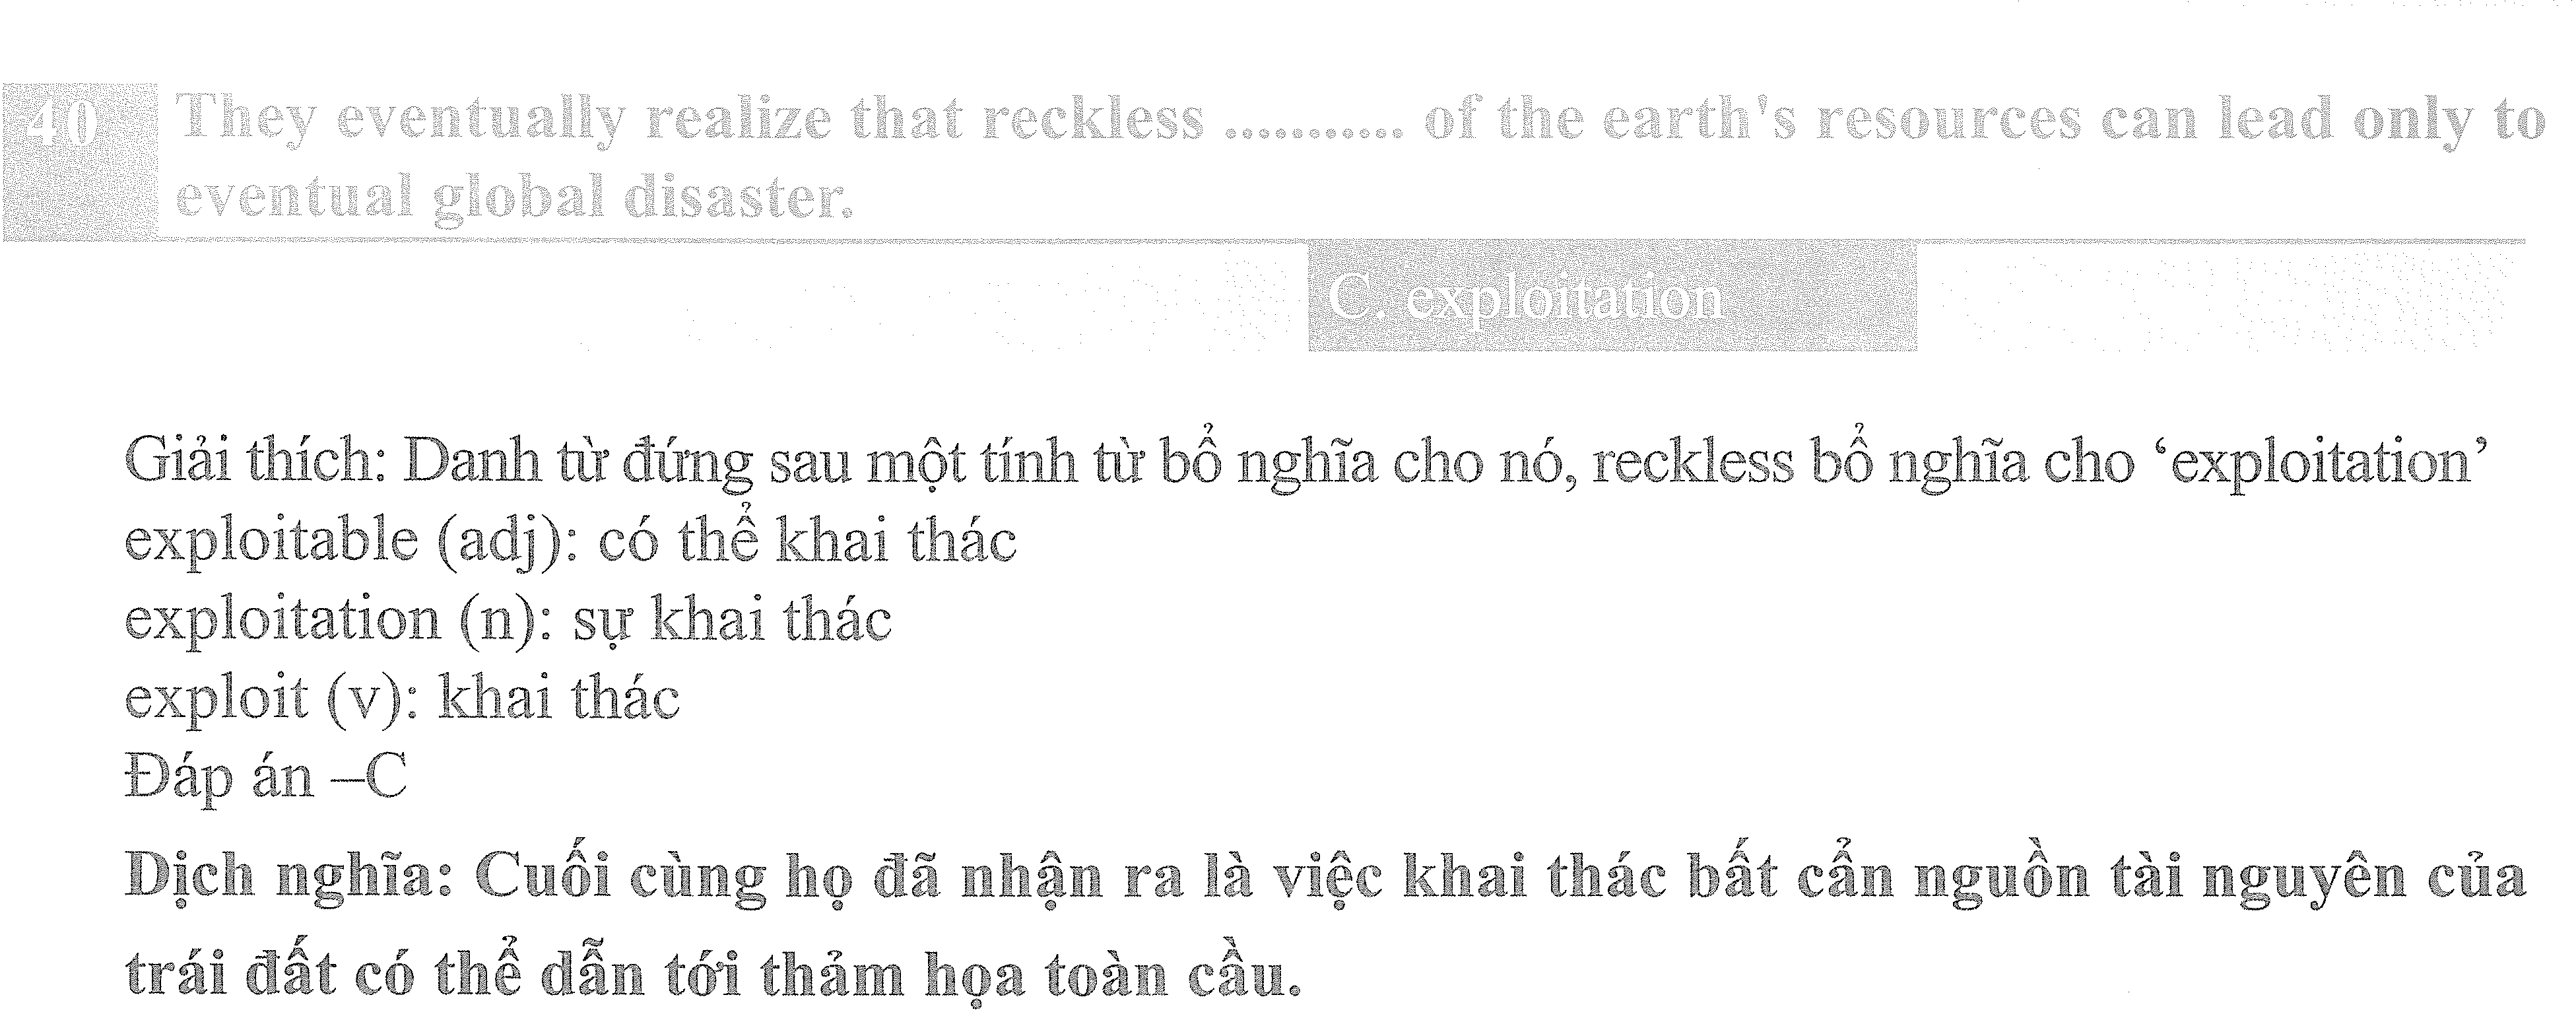 40 They eventually realize that reckless ........... of the earth's resources can lead only to
eventual global disaster.
C. exploitation
Giải thích: Danh từ đứng sau một tính từ bổ nghĩa cho nó, reckless bổ nghĩa cho ‘exploitation’
exploitable (adj): có thể khai thác
exploitation (n): sự khai thác
exploit (v): khai thác
Đáp án –C
Dịch nghĩa: Cuối cùng họ đã nhận ra là việc khai thác bất cẩn nguồn tài nguyên của
trái đất có thể dẫn tới thảm họa toàn cầu.